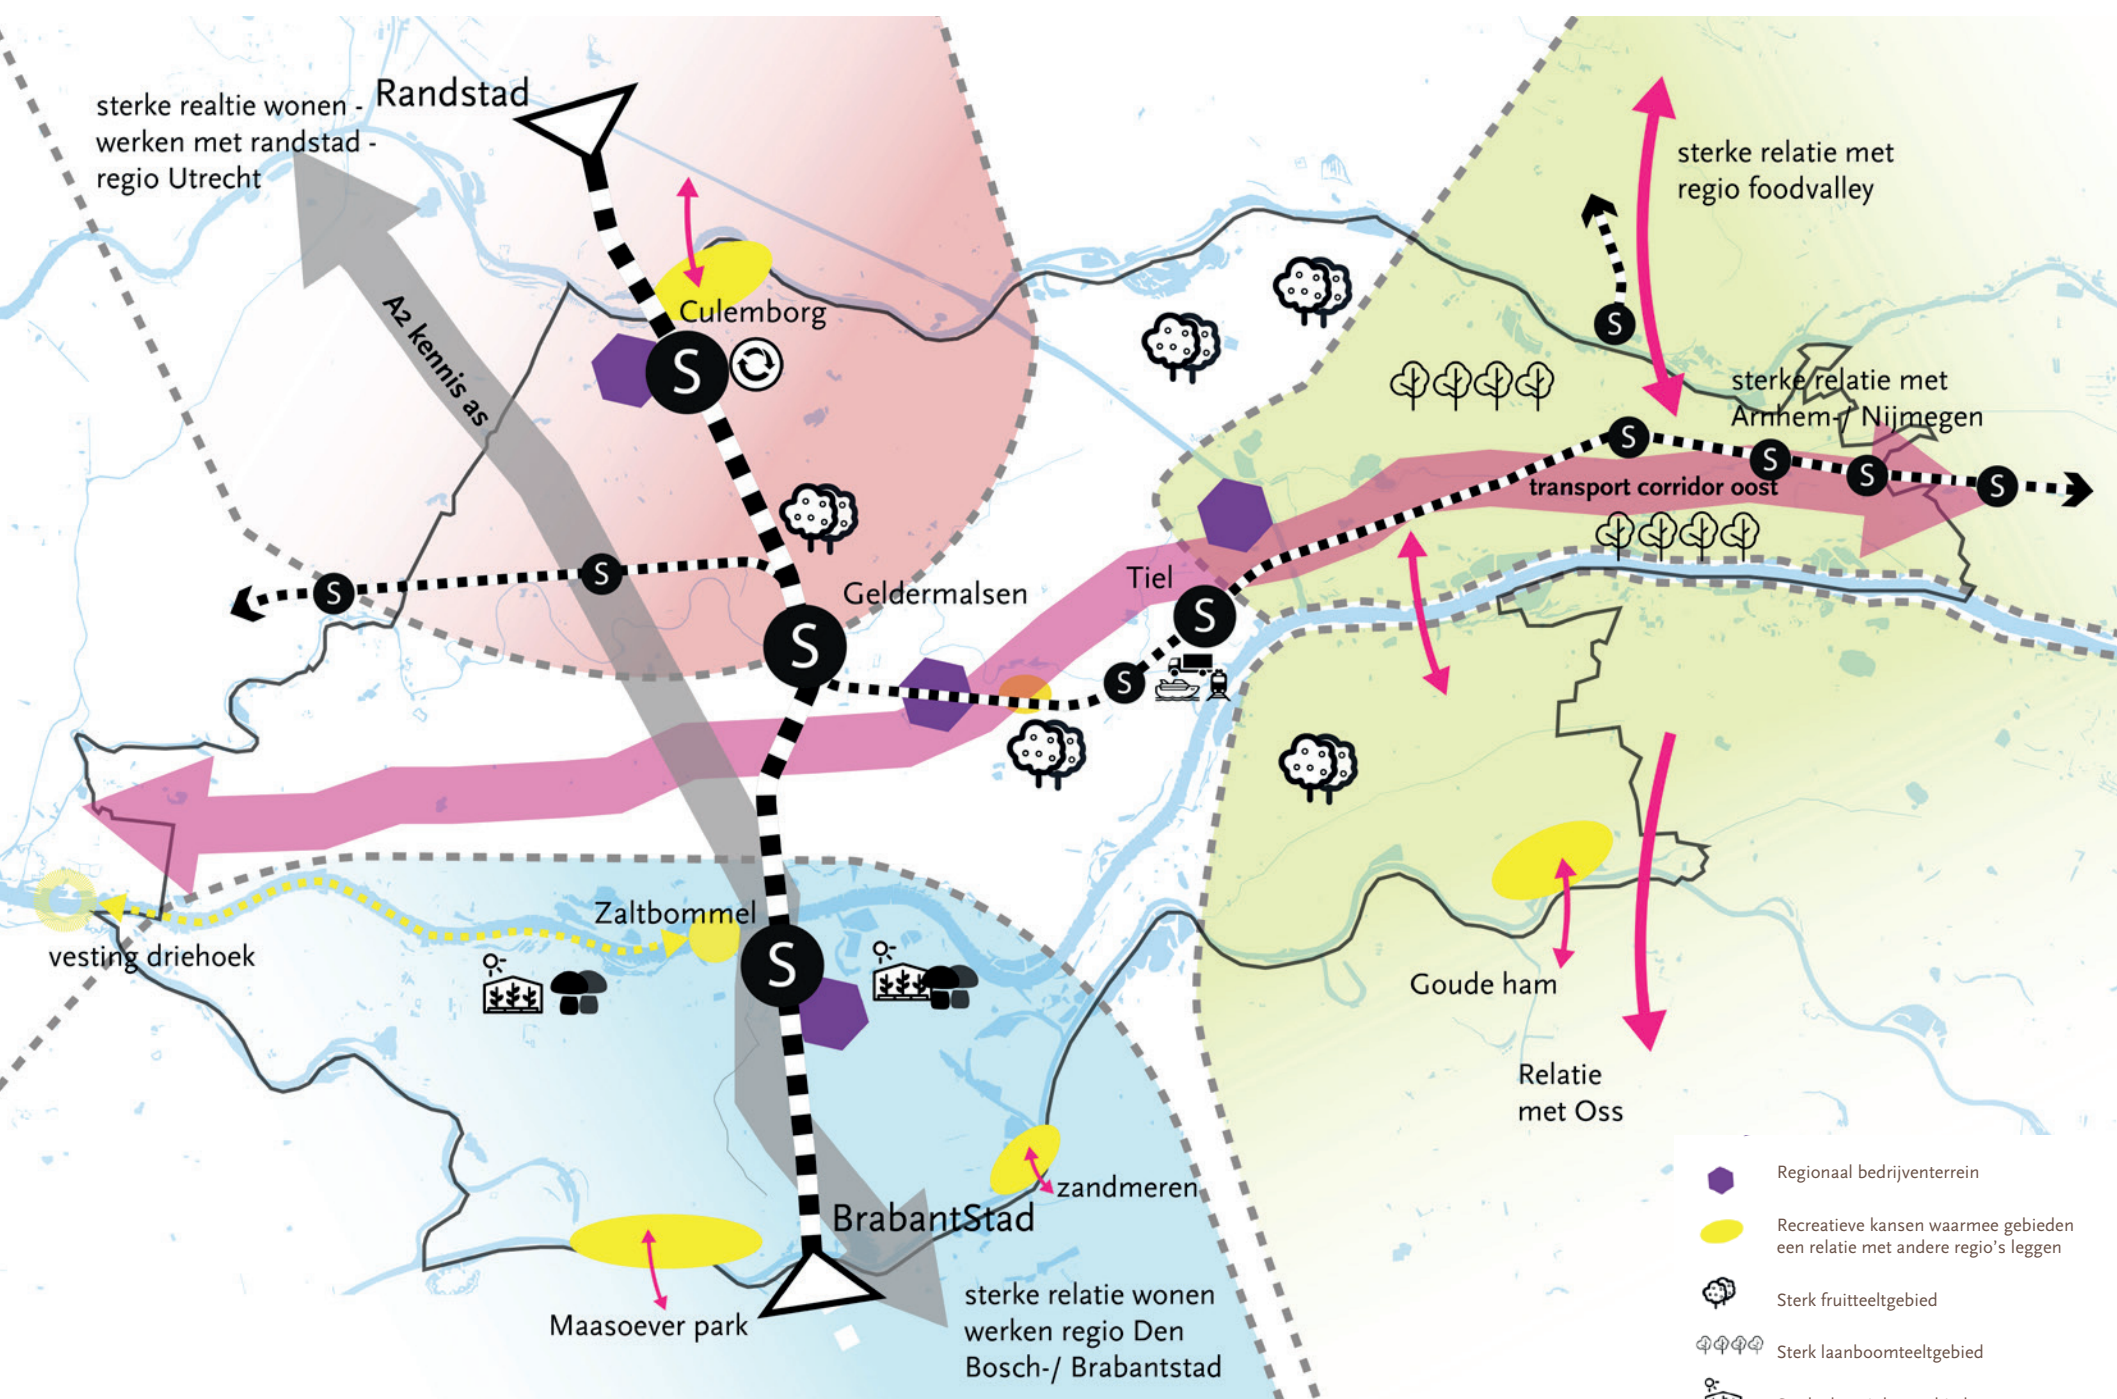 sterke realtie wonen -
werken met randstad -
regio Utrecht
Randstad
sterke relatie met
regio foodvalley
A2 kennis as
Culemborg
S
S
sterke relatie met
Arnhem-/ Nijmegen
S
S
S
S
transport corridor oost
S
S
Geldermalsen
S
Tiel
S
S
Zaltbommel
S
vesting driehoek
Goude ham
Relatie
met Oss
zandmeren
BrabantStad
Maasoever park
sterke relatie wonen
werken regio Den
Bosch-/ Brabantstad
Regionaal bedrijventerrein
Recreatieve kansen waarmee gebieden
een relatie met andere regio's leggen
Sterk fruitteeltgebied
Sterk laanboomteeltgebied